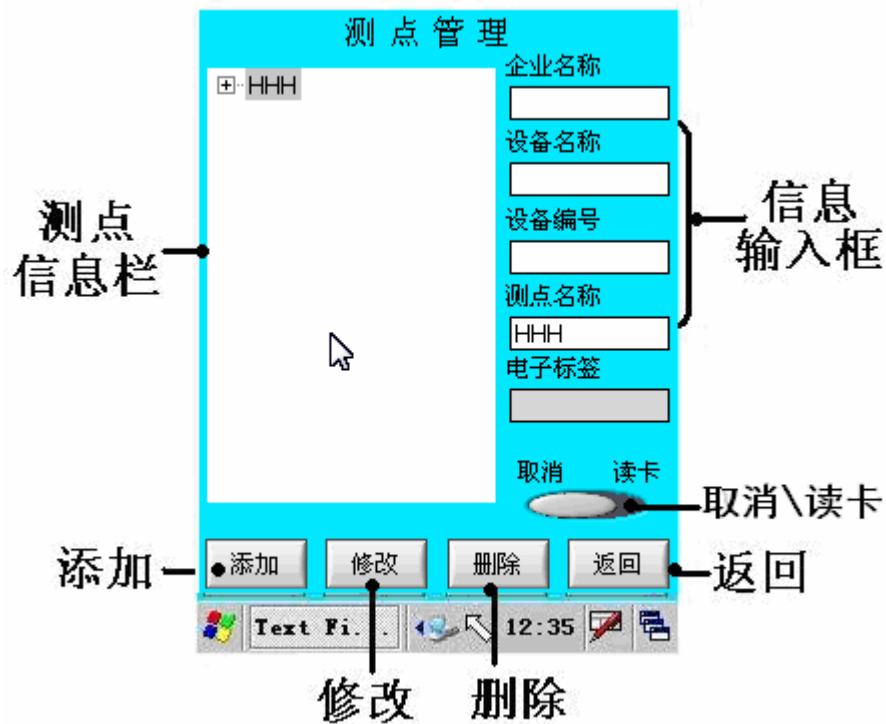 测点管理
HHH
企业名称
设备名称
设备编号
测点名称
HHH
电子标签
取消 读卡
添加 修改 删除 返回
Text Fi. . 12:35
测点
信息栏
信息
输入框
取消\读卡
添加
返回
修改 删除